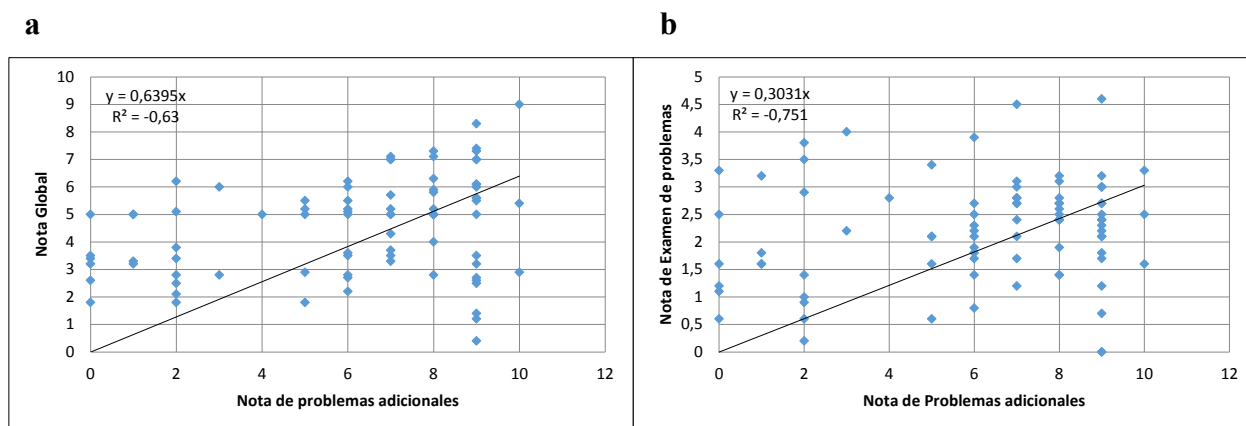 a
b
10
9
8
7
6
5
4
3
2
1
0
Nota Global
y = 0,6395x
R² = -0,63
0 2 4 6 8 10 12
Nota de problemas adicionales
5
4,5
4
3,5
3
2,5
2
1,5
1
0,5
0
Nota de Examen de problemas
y = 0,3031x
R² = -0,751
0 2 4 6 8 10 12
Nota de Problemas adicionales